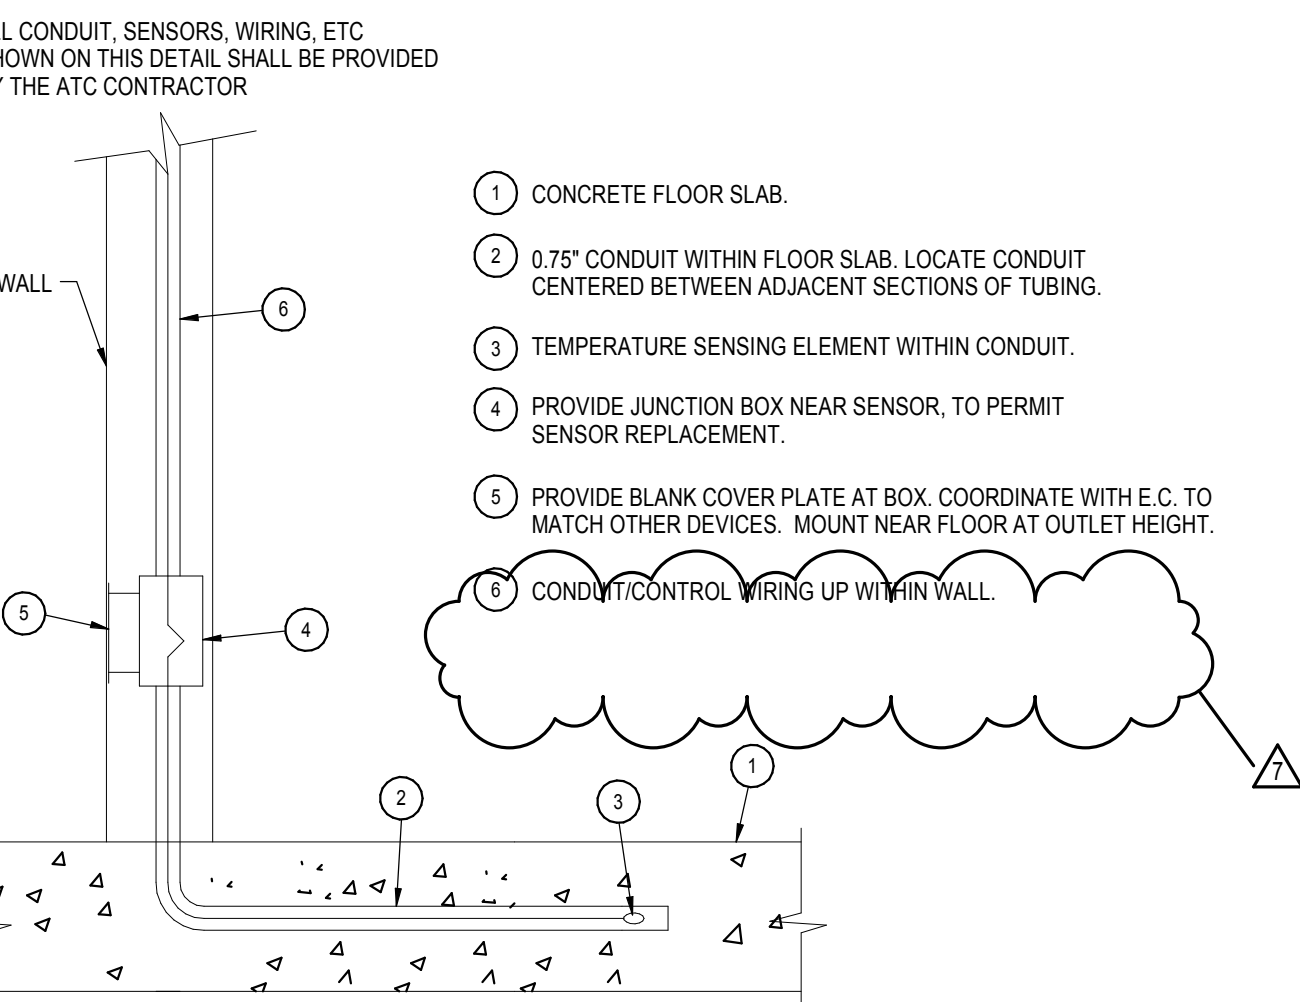 L CONDUIT, SENSORS, WIRING, ETC
HOWN ON THIS DETAIL SHALL BE PROVIDED
Y THE ATC CONTRACTOR
1 CONCRETE FLOOR SLAB.
2 0.75" CONDUIT WITHIN FLOOR SLAB. LOCATE CONDUIT
CENTERED BETWEEN ADJACENT SECTIONS OF TUBING.
3 TEMPERATURE SENSING ELEMENT WITHIN CONDUIT.
4 PROVIDE JUNCTION BOX NEAR SENSOR, TO PERMIT
SENSOR REPLACEMENT.
5 PROVIDE BLANK COVER PLATE AT BOX. COORDINATE WITH E.C. TO
MATCH OTHER DEVICES. MOUNT NEAR FLOOR AT OUTLET HEIGHT.
6 CONDUIT/CONTROL WIRING UP WITHIN WALL.
WALL
6
5
4
1
2
3
7